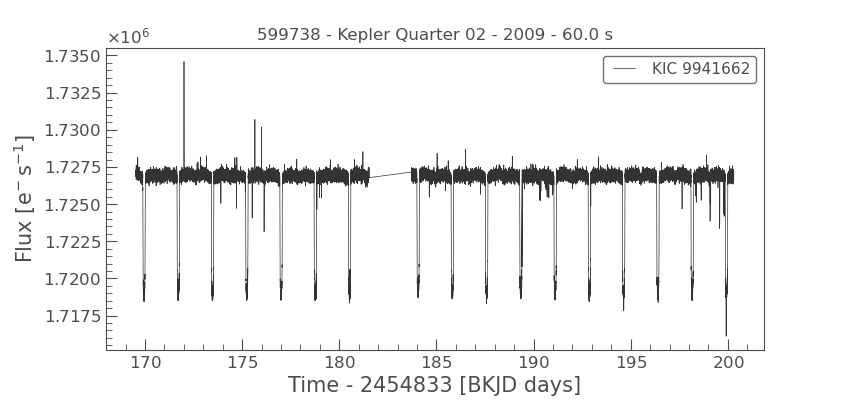 599738 - Kepler Quarter 02 - 2009 - 60.0 s
×10⁶
KIC 9941662
1.7350
1.7325
1.7300
1.7275
1.7250
1.7225
1.7200
1.7175
Flux [e⁻ s⁻¹]
170 175 180 185 190 195 200
Time - 2454833 [BKJD days]